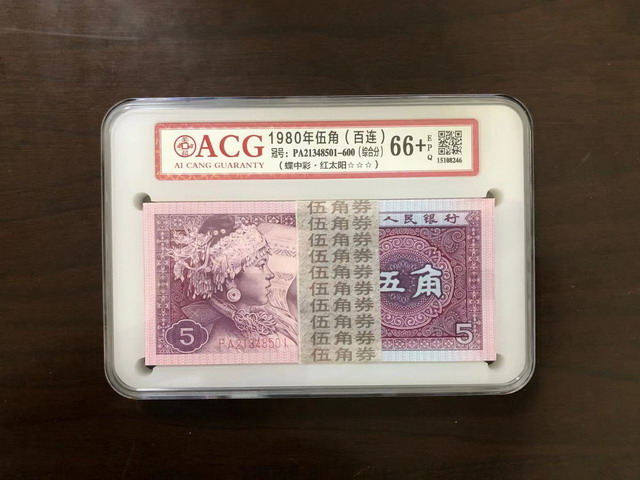 ACG
AI CANG GUARANTY
1980年伍角（百连）
冠号：PA21348501-600（综合分）
（蝶中彩·红太阳☆☆☆）
66+
EPQ
15108246
人民银行
伍角券
伍角券
伍角券
伍角券
伍角券
伍角券
伍角券
伍角券
伍角券
伍角券
伍角
5
PA21348501
5